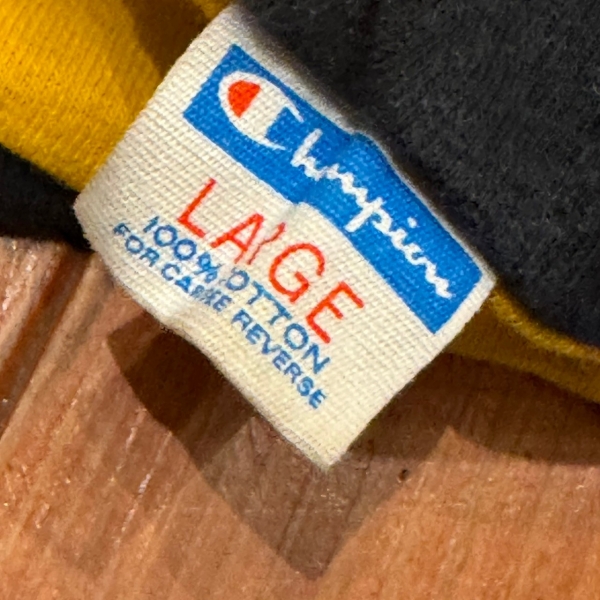 Champion
LARGE
100% COTTON
FOR CARE REVERSE